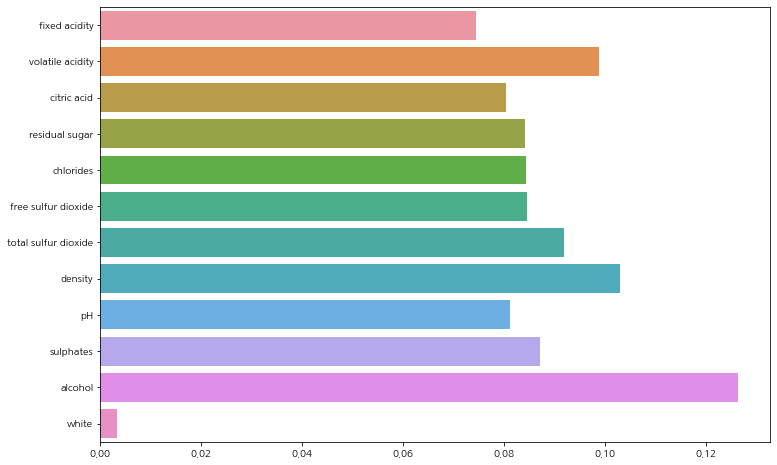 fixed acidity
volatile acidity
citric acid
residual sugar
chlorides
free sulfur dioxide
total sulfur dioxide
density
pH
sulphates
alcohol
white
0,00 0,02 0,04 0,06 0,08 0,10 0,12